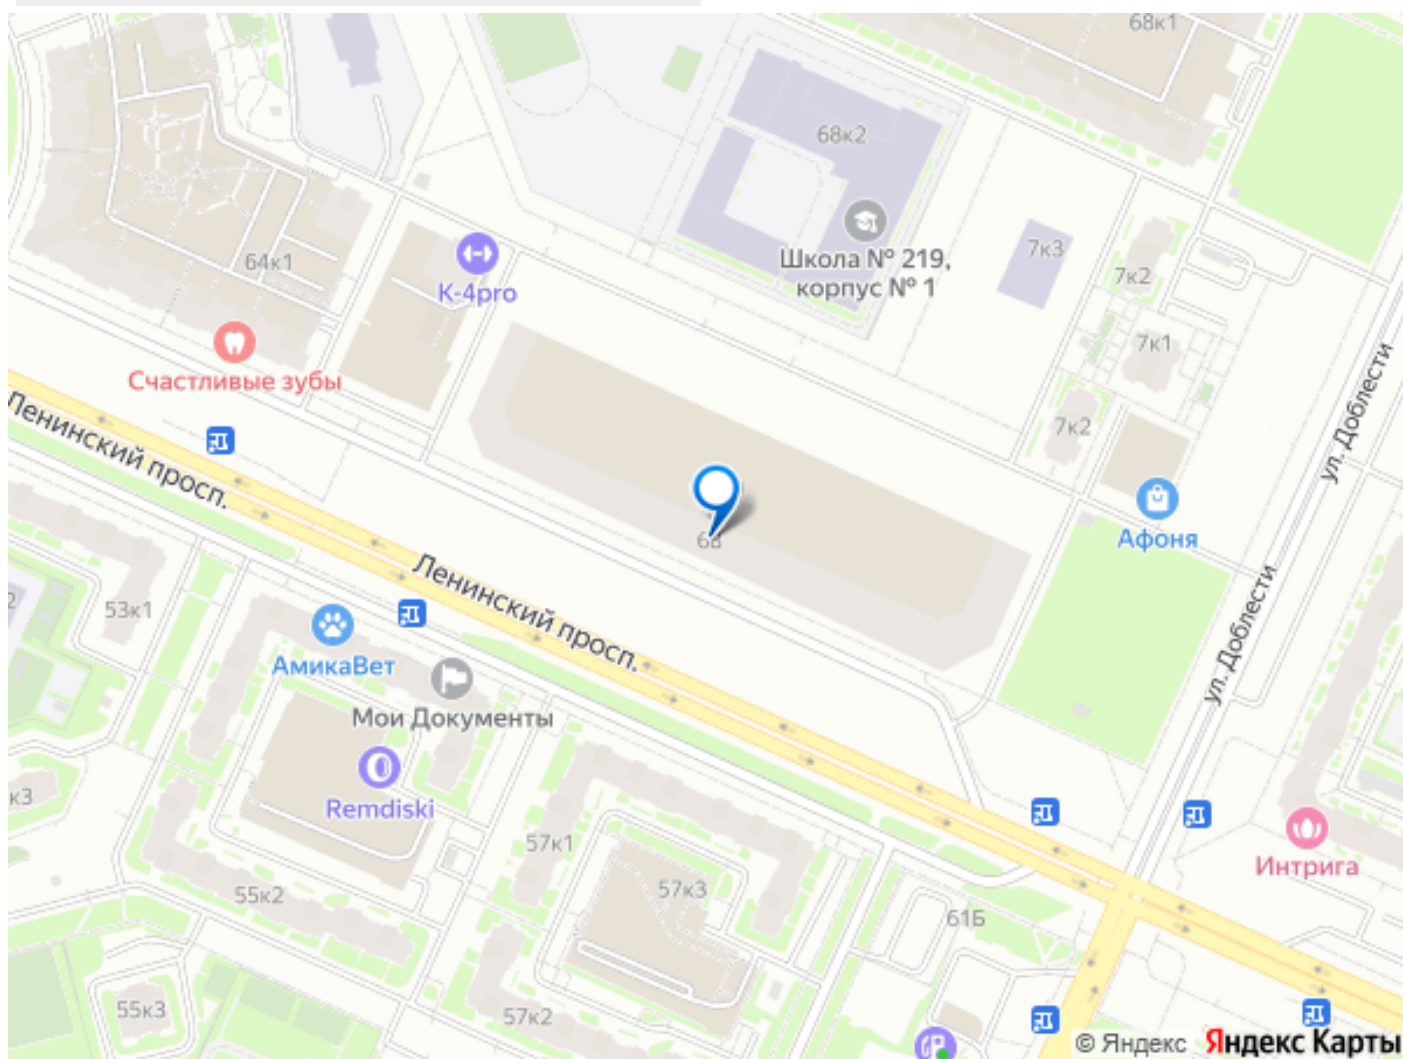 68к1
68к2
Школа № 219,
корпус № 1
7к3
7к2
7к1
7к2
64к1
K-4pro
Счастливые зубы
Ленинский просп.
ул. Доблести
Афоня
Ленинский просп.
53к1
АмикаВет
Мои Документы
ул. Доблести
Remdiski
к3
57к1
55к2
57к3
61Б
Интрига
55к3
57к2
© Яндекс Яндекс Карты